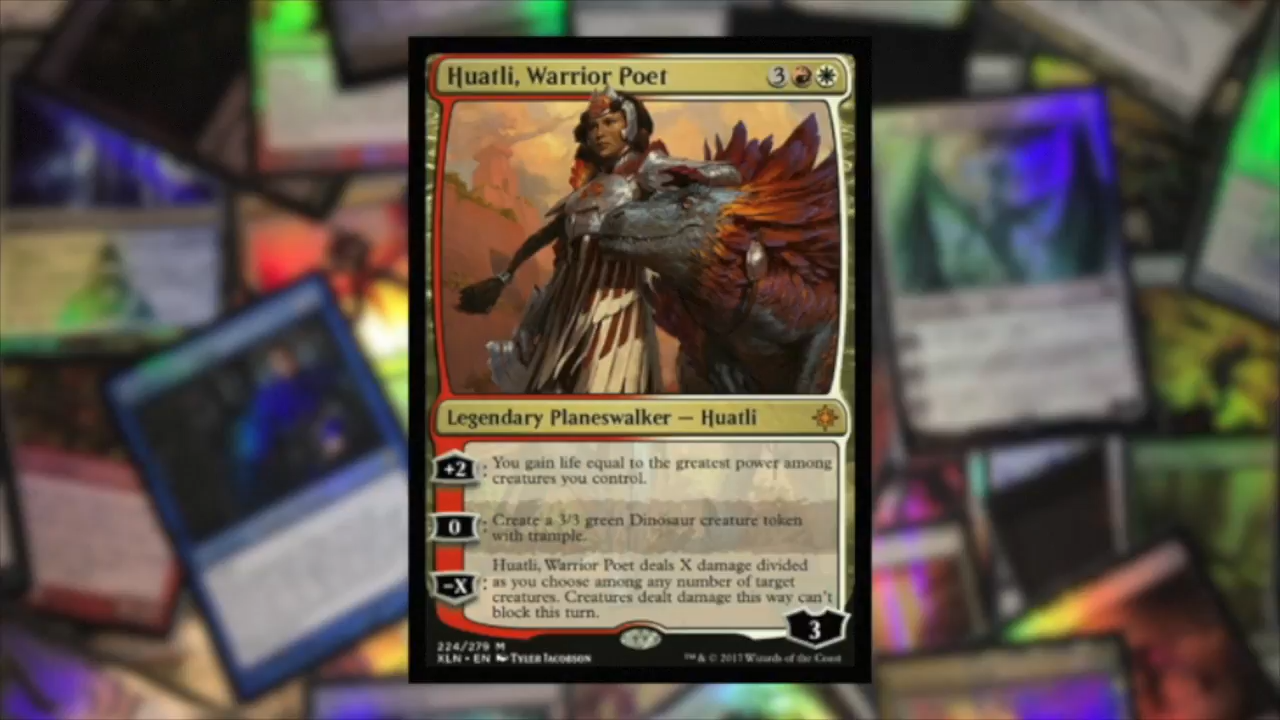 Huatli, Warrior Poet 3
Legendary Planeswalker — Huatli
+2 : You gain life equal to the greatest power among
creatures you control.
0 : Create a 3/3 green Dinosaur creature token
with trample.
Huatli, Warrior Poet deals X damage divided
−X : as you choose among any number of target
creatures. Creatures dealt damage this way can't
block this turn.
3
224/279 M
XLN • EN Tyler Jacobson
™ & © 2017 Wizards of the Coast